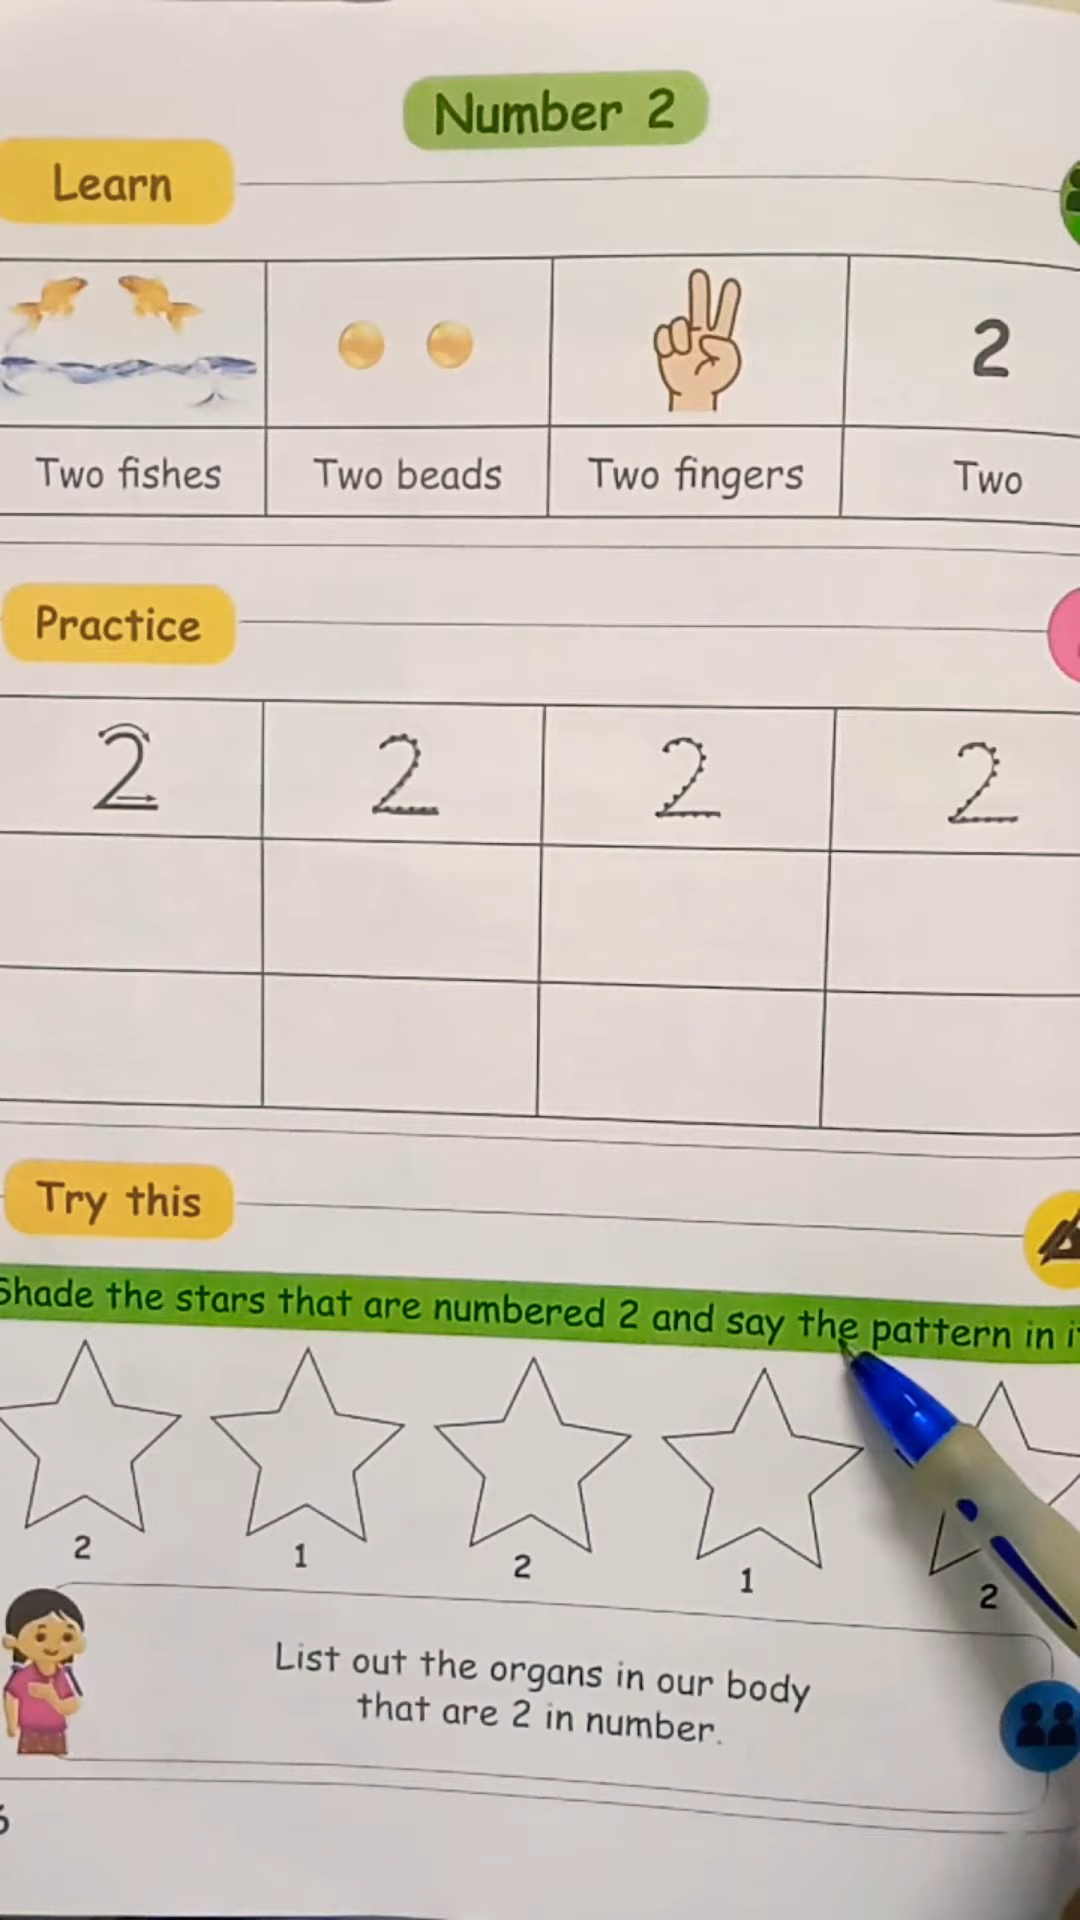 Number 2
Learn
2
Two fishes Two beads Two fingers Two
Practice
2 2 2 2
Try this
Shade the stars that are numbered 2 and say the pattern in
2 1 2 1 2
List out the organs in our body
that are 2 in number.